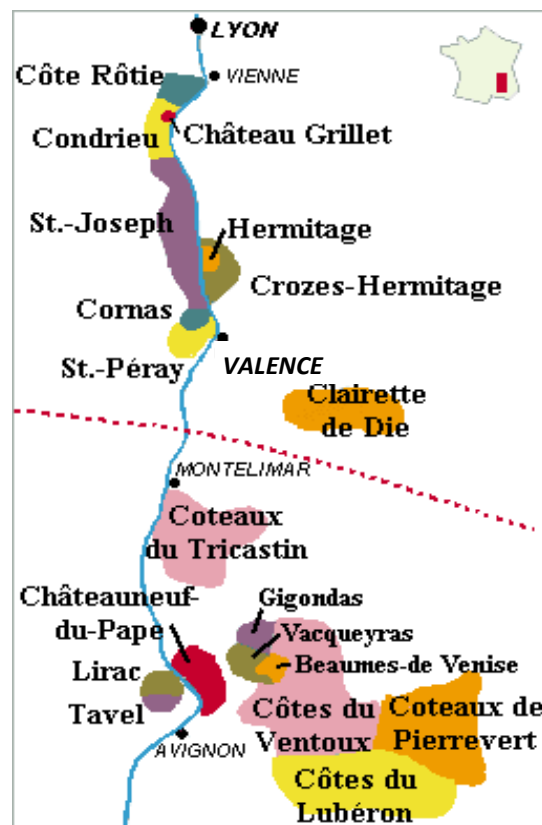 LYON
Côte Rôtie
VIENNE
Condrieu
Château Grillet
St.-Joseph
Hermitage
Crozes-Hermitage
Cornas
St.-Péray
VALENCE
Clairette
de Die
MONTELIMAR
Coteaux
du Tricastin
Châteauneuf-
du-Pape
Gigondas
Vacqueyras
Beaumes-de Venise
Lirac
Tavel
AVIGNON
Côtes du
Ventoux
Coteaux de
Pierrevert
Côtes du
Lubéron